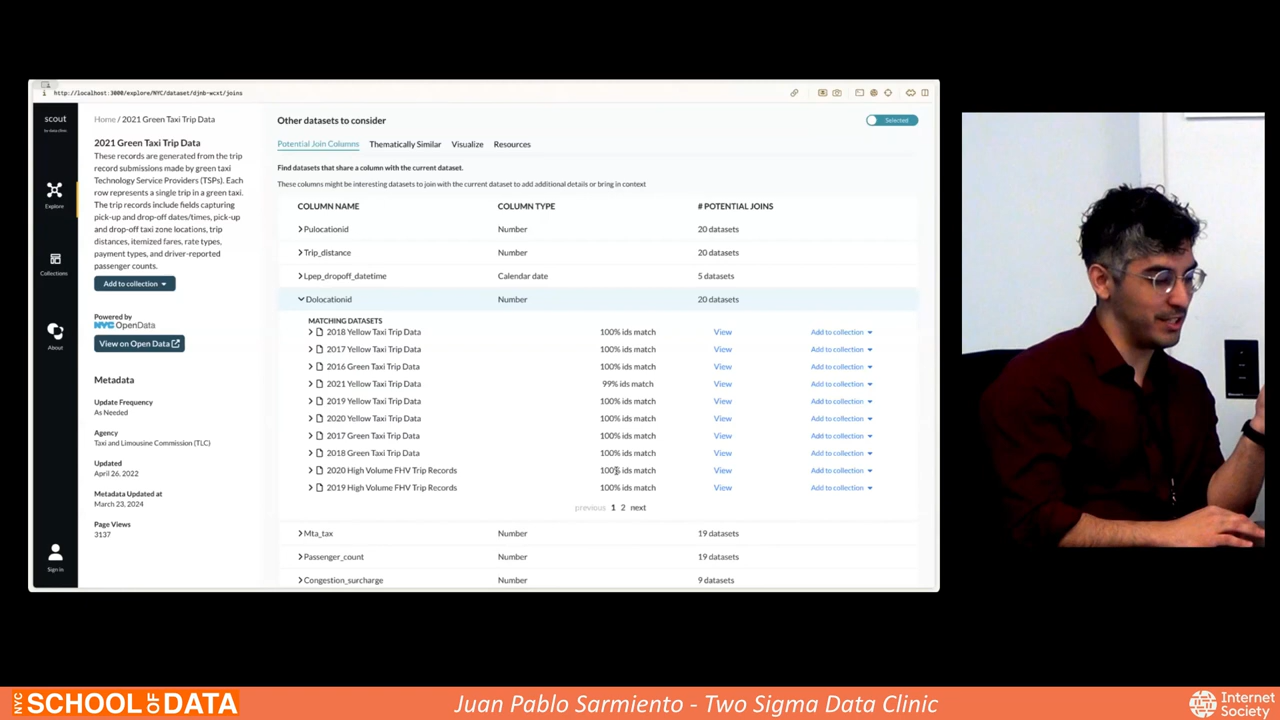 http://localhost:3000/explore/NYC/dataset/djnb-wcxt/joins
scout
by data clinic
Explore
Collections
About
Sign in
Home / 2021 Green Taxi Trip Data
2021 Green Taxi Trip Data
These records are generated from the trip
record submissions made by green taxi
Technology Service Providers (TSPs). Each
row represents a single trip in a green taxi.
The trip records include fields capturing
pick-up and drop-off dates/times, pick-up
and drop-off taxi zone locations, trip
distances, itemized fares, rate types,
payment types, and driver-reported
passenger counts.
Add to collection
Powered by
NYC OpenData
View on Open Data
Metadata
Update Frequency
As Needed
Agency
Taxi and Limousine Commission (TLC)
Updated
April 26, 2022
Metadata Updated at
March 23, 2024
Page Views
3137
Other datasets to consider
Selected
Potential Join Columns Thematically Similar Visualize Resources
Find datasets that share a column with the current dataset.
These columns might be interesting datasets to join with the current dataset to add additional details or bring in context
COLUMN NAME COLUMN TYPE # POTENTIAL JOINS
Pulocationid Number 20 datasets
Trip_distance Number 20 datasets
Lpep_dropoff_datetime Calendar date 5 datasets
Dolocationid Number 20 datasets
MATCHING DATASETS
2018 Yellow Taxi Trip Data 100% ids match View Add to collection
2017 Yellow Taxi Trip Data 100% ids match View Add to collection
2016 Green Taxi Trip Data 100% ids match View Add to collection
2021 Yellow Taxi Trip Data 99% ids match View Add to collection
2019 Yellow Taxi Trip Data 100% ids match View Add to collection
2020 Yellow Taxi Trip Data 100% ids match View Add to collection
2017 Green Taxi Trip Data 100% ids match View Add to collection
2018 Green Taxi Trip Data 100% ids match View Add to collection
2020 High Volume FHV Trip Records 100% ids match View Add to collection
2019 High Volume FHV Trip Records 100% ids match View Add to collection
previous 1 2 next
Mta_tax Number 19 datasets
Passenger_count Number 19 datasets
Congestion_surcharge Number 9 datasets
NYC SCHOOL OF DATA
Juan Pablo Sarmiento - Two Sigma Data Clinic
Internet
Society